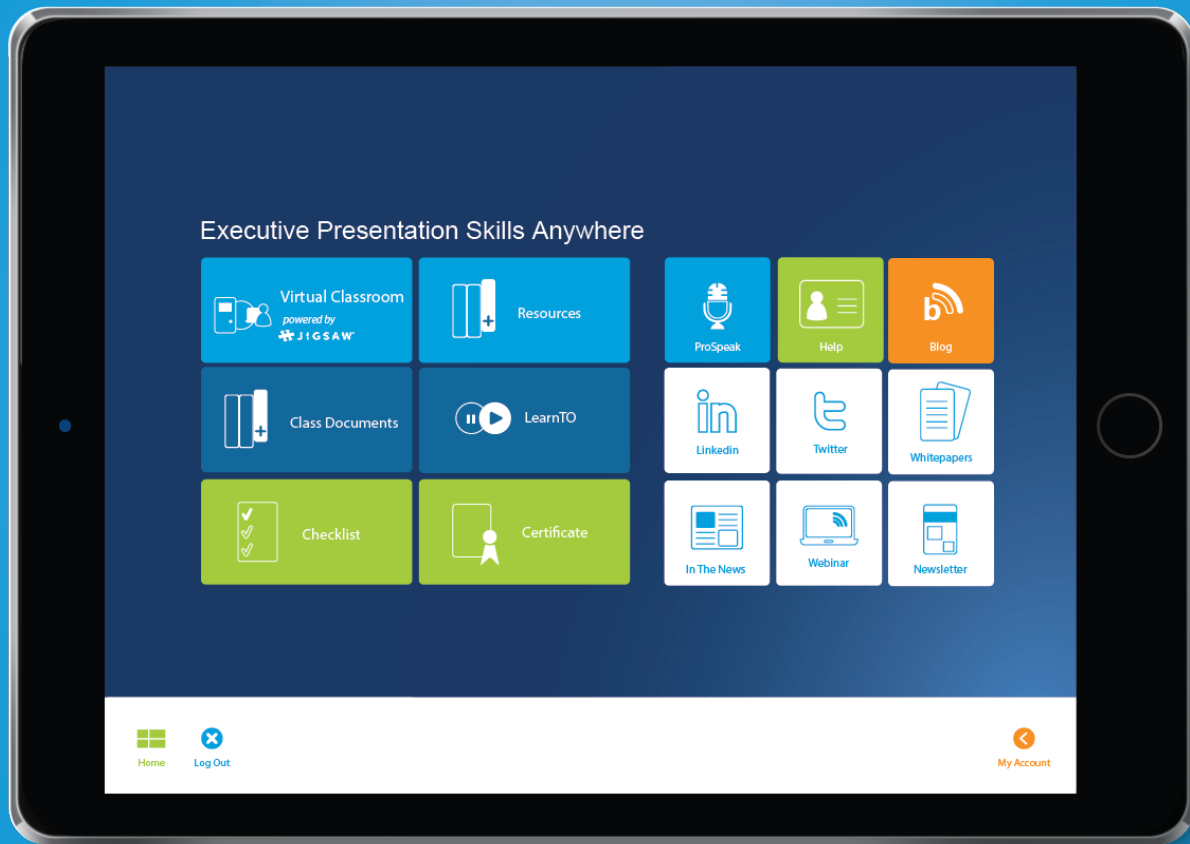 Executive Presentation Skills Anywhere
Virtual Classroom
powered by
JIGSAW
Resources
Class Documents
LearnTO
Checklist
Certificate
ProSpeak
Help
b
Blog
in
Linkedin
Twitter
Whitepapers
In The News
Webinar
Newsletter
Home
Log Out
My Account